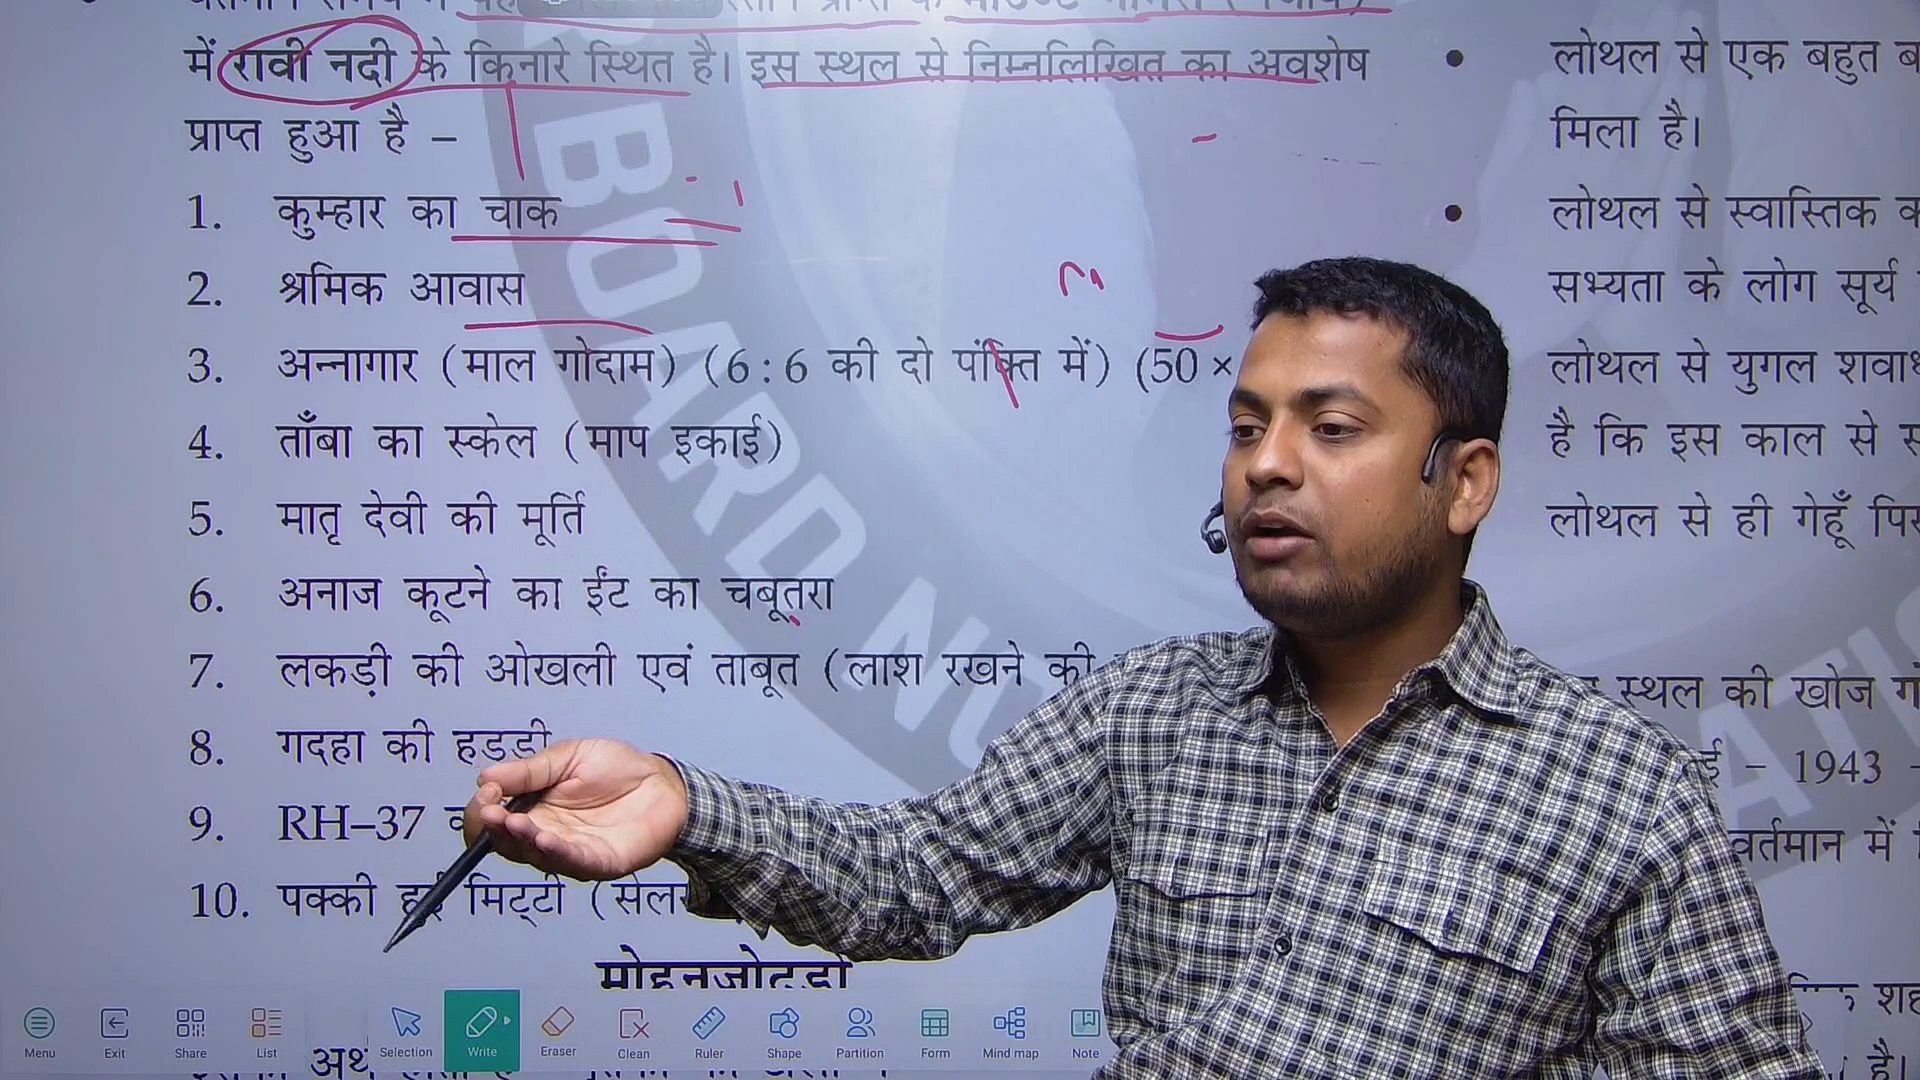 में रावी नदी के किनारे स्थित है। इस स्थल से निम्नलिखित का अवशेष
प्राप्त हुआ है –
1. कुम्हार का चाक
2. श्रमिक आवास
3. अन्नागार (माल गोदाम) (6 : 6 की दो पंक्ति में) (50 ×
4. ताँबा का स्केल (माप इकाई)
5. मातृ देवी की मूर्ति
6. अनाज कूटने का ईंट का चबूतरा
7. लकड़ी की ओखली एवं ताबूत (लाश रखने की
8. गदहा की हड्डी
9. RH–37
10. पक्की हुई मिट्टी
मोहनजोदड़ो
• लोथल से एक बहुत
मिला है।
• लोथल से स्वास्तिक
सभ्यता के लोग सूर्य
लोथल से युगल
है कि इस काल से
लोथल से ही गेहूँ
स्थल की खोज
– 1943 –
वर्तमान में
है।
BOARD
Menu
Exit
Share
List
Selection
Write
Eraser
Clean
Ruler
Shape
Partition
Form
Mind map
Note